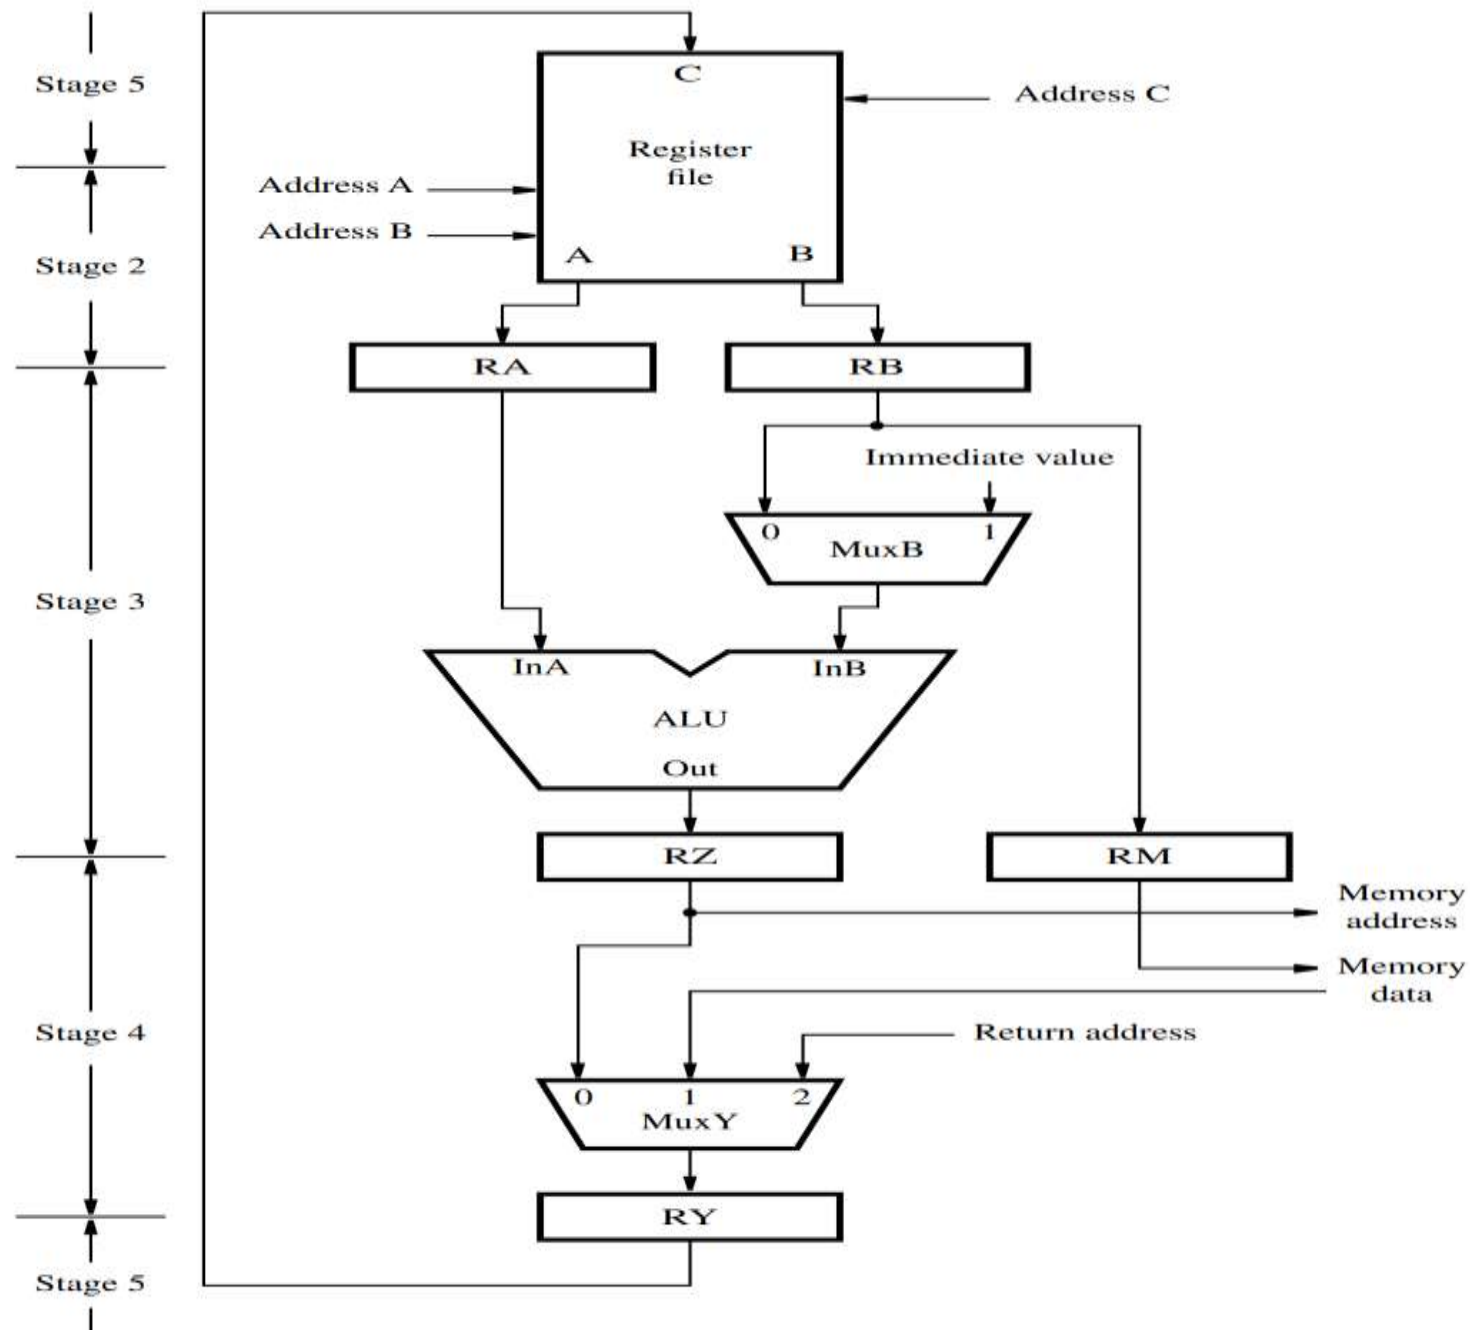 Stage 5
C
Address C
Register
file
Address A
Address B
A
B
Stage 2
RA
RB
Immediate value
0
1
MuxB
Stage 3
InA
InB
ALU
Out
RZ
RM
Memory
address
Memory
data
Stage 4
Return address
0
1
2
MuxY
RY
Stage 5